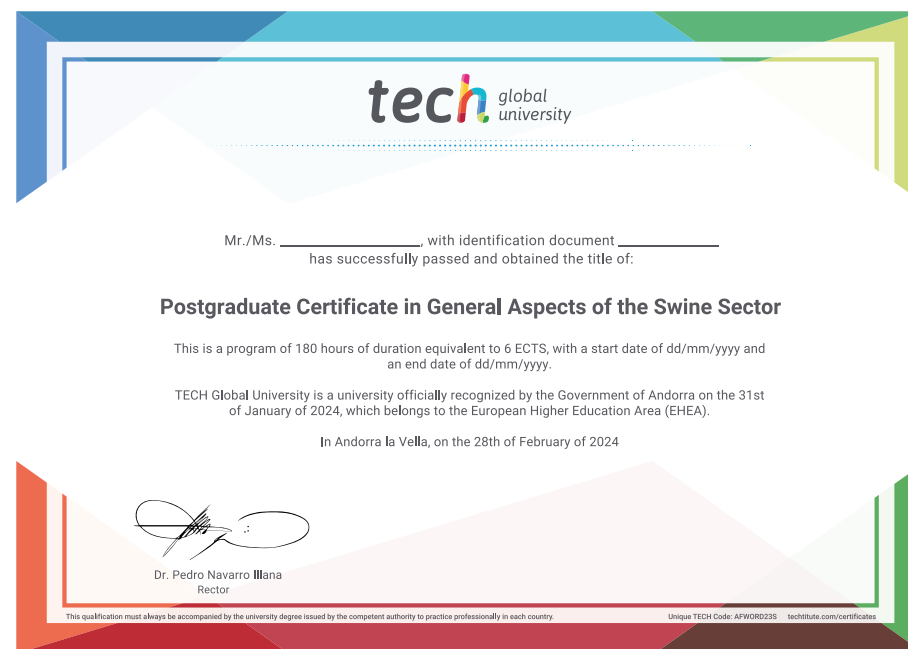 tech global university
Mr./Ms. ____________, with identification document ____________
has successfully passed and obtained the title of:
Postgraduate Certificate in General Aspects of the Swine Sector
This is a program of 180 hours of duration equivalent to 6 ECTS, with a start date of dd/mm/yyyy and
an end date of dd/mm/yyyy.
TECH Global University is a university officially recognized by the Government of Andorra on the 31st
of January of 2024, which belongs to the European Higher Education Area (EHEA).
In Andorra la Vella, on the 28th of February of 2024
Dr. Pedro Navarro Illana
Rector
This qualification must always be accompanied by the university degree issued by the competent authority to practice professionally in each country.
Unique TECH Code: AFWORD23S techtitute.com/certificates